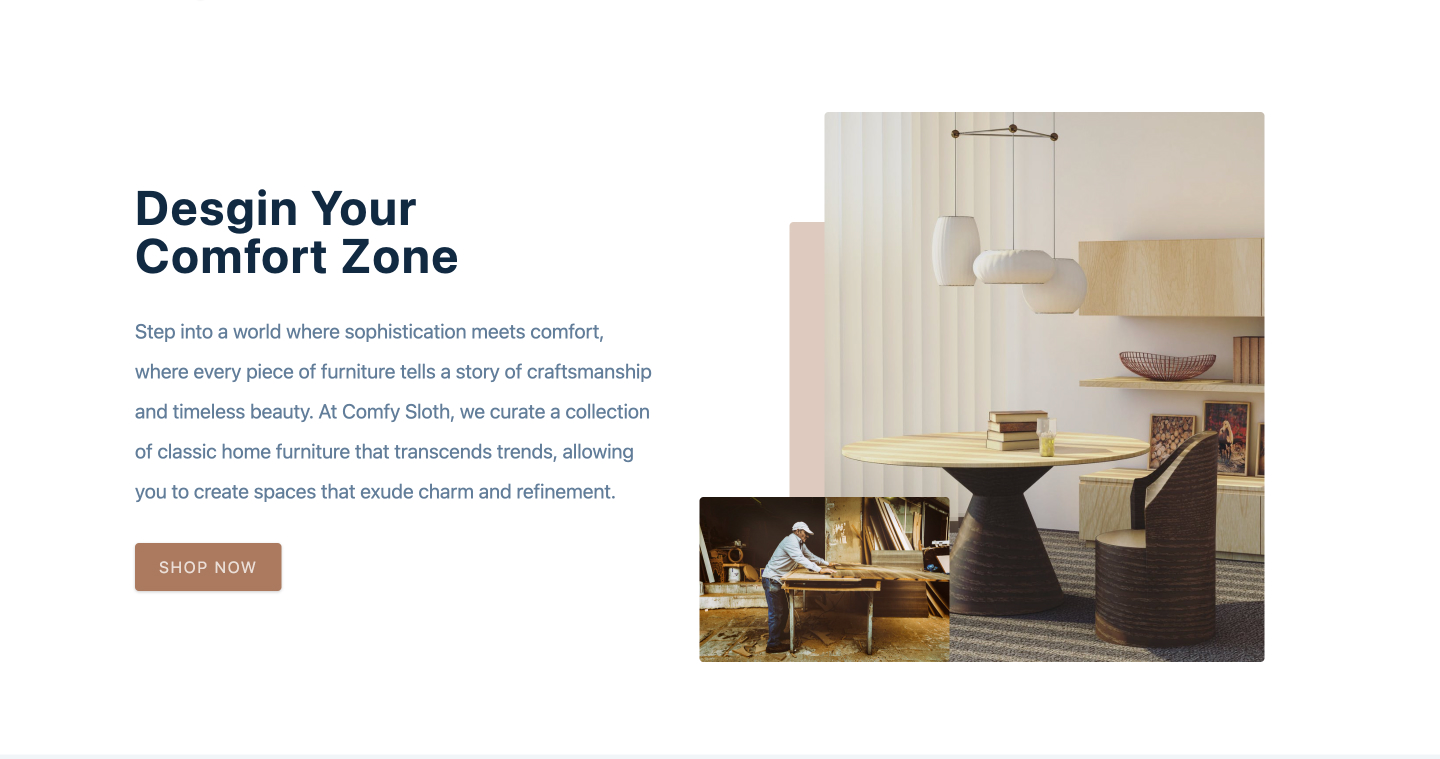 Desgin Your
Comfort Zone
Step into a world where sophistication meets comfort,
where every piece of furniture tells a story of craftsmanship
and timeless beauty. At Comfy Sloth, we curate a collection
of classic home furniture that transcends trends, allowing
you to create spaces that exude charm and refinement.
SHOP NOW